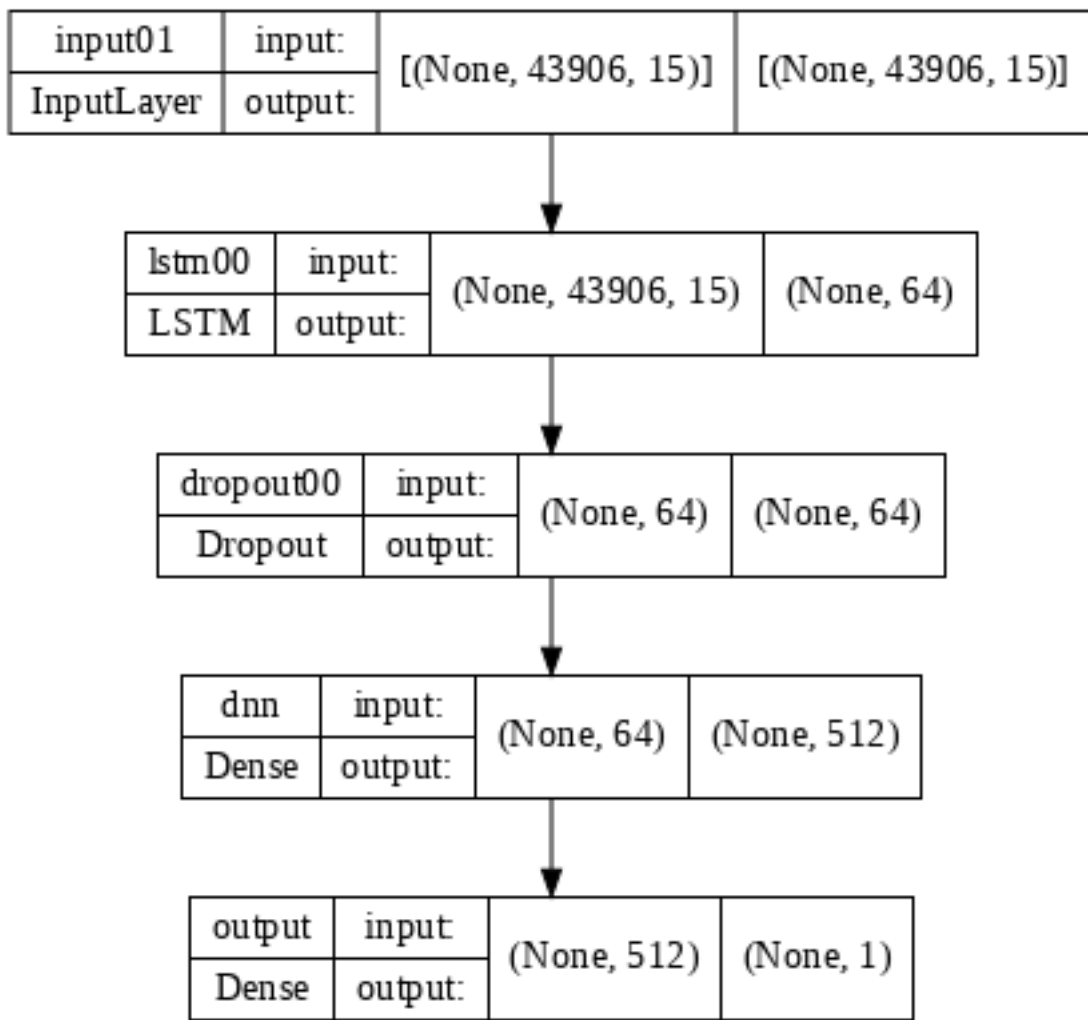 input01 input: [(None, 43906, 15)] [(None, 43906, 15)]
InputLayer output:
lstm00 input: (None, 43906, 15) (None, 64)
LSTM output:
dropout00 input: (None, 64) (None, 64)
Dropout output:
dnn input: (None, 64) (None, 512)
Dense output:
output input: (None, 512) (None, 1)
Dense output: